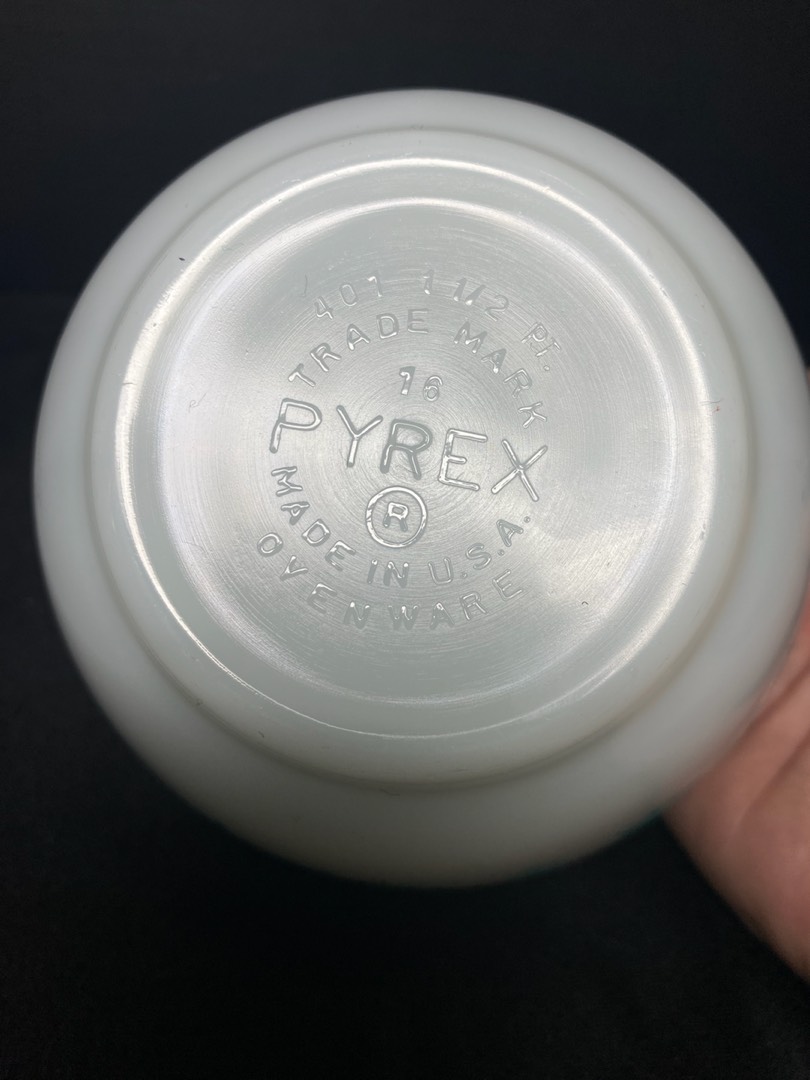 401 1 1/2 PT.
TRADE MARK
16
PYREX
®
MADE IN U.S.A.
OVENWARE